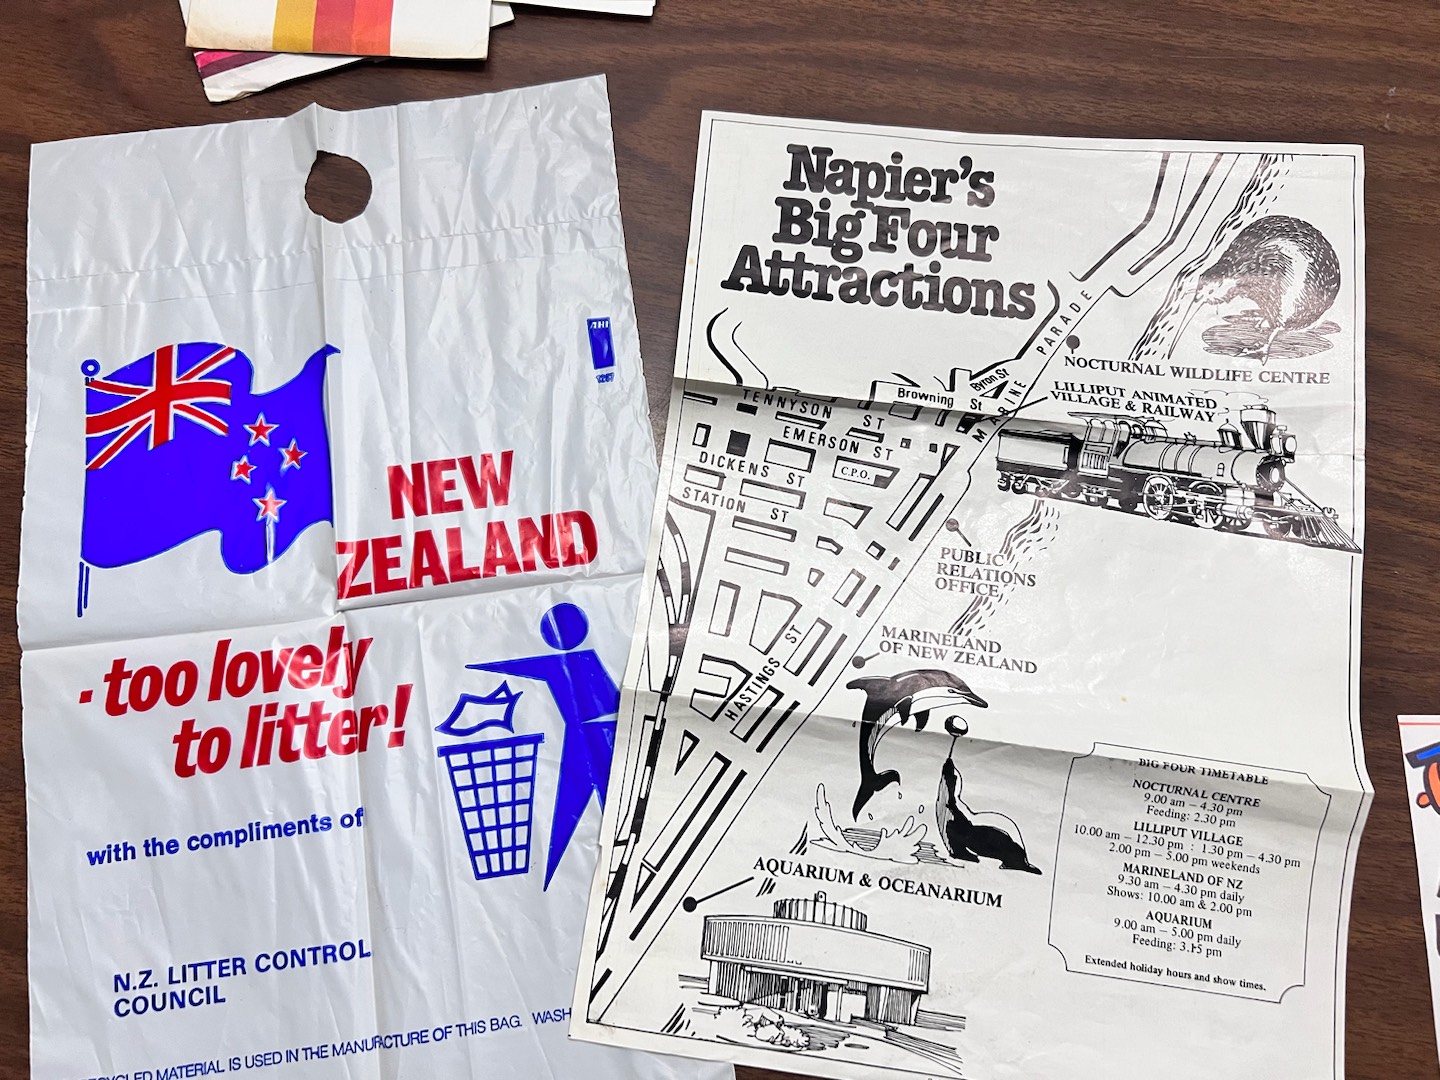 NEW
ZEALAND
- too lovely
to litter!
with the compliments of
N.Z. LITTER CONTROL
COUNCIL
RECYCLED MATERIAL IS USED IN THE MANUFACTURE OF THIS BAG. WASH
AHI
Napier's
Big Four
Attractions
MARINE PARADE
NOCTURNAL WILDLIFE CENTRE
LILLIPUT ANIMATED
VILLAGE & RAILWAY
Byron St
Browning St
TENNYSON ST
EMERSON ST
C.P.O.
DICKENS ST
STATION ST
HASTINGS ST
PUBLIC
RELATIONS
OFFICE
MARINELAND
OF NEW ZEALAND
AQUARIUM & OCEANARIUM
BIG FOUR TIMETABLE
NOCTURNAL CENTRE
9.00 am – 4.30 pm
Feeding: 2.30 pm
LILLIPUT VILLAGE
10.00 am – 12.30 pm : 1.30 pm – 4.30 pm
2.00 pm – 5.00 pm weekends
MARINELAND OF NZ
9.30 am – 4.30 pm daily
Shows: 10.00 am & 2.00 pm
AQUARIUM
9.00 am – 5.00 pm daily
Feeding: 3.15 pm
Extended holiday hours and show times.